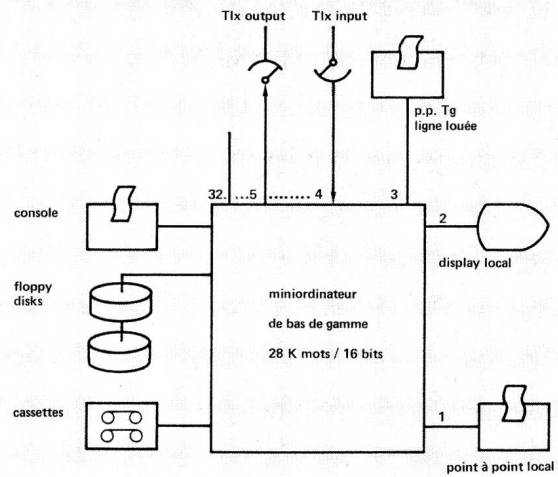 Tlx output
Tlx input
p.p. Tg
ligne louée
32. ...5 ......... 4 3
console
2
display local
floppy
disks
miniordinateur
de bas de gamme
28 K mots / 16 bits
cassettes
1
point à point local